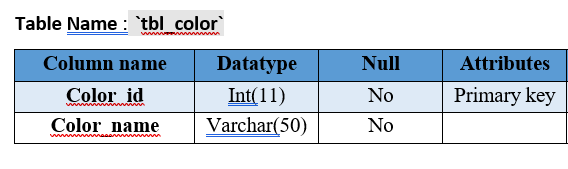 Table Name : `tbl_color`
Column name Datatype Null Attributes
Color_id Int(11) No Primary key
Color_name Varchar(50) No